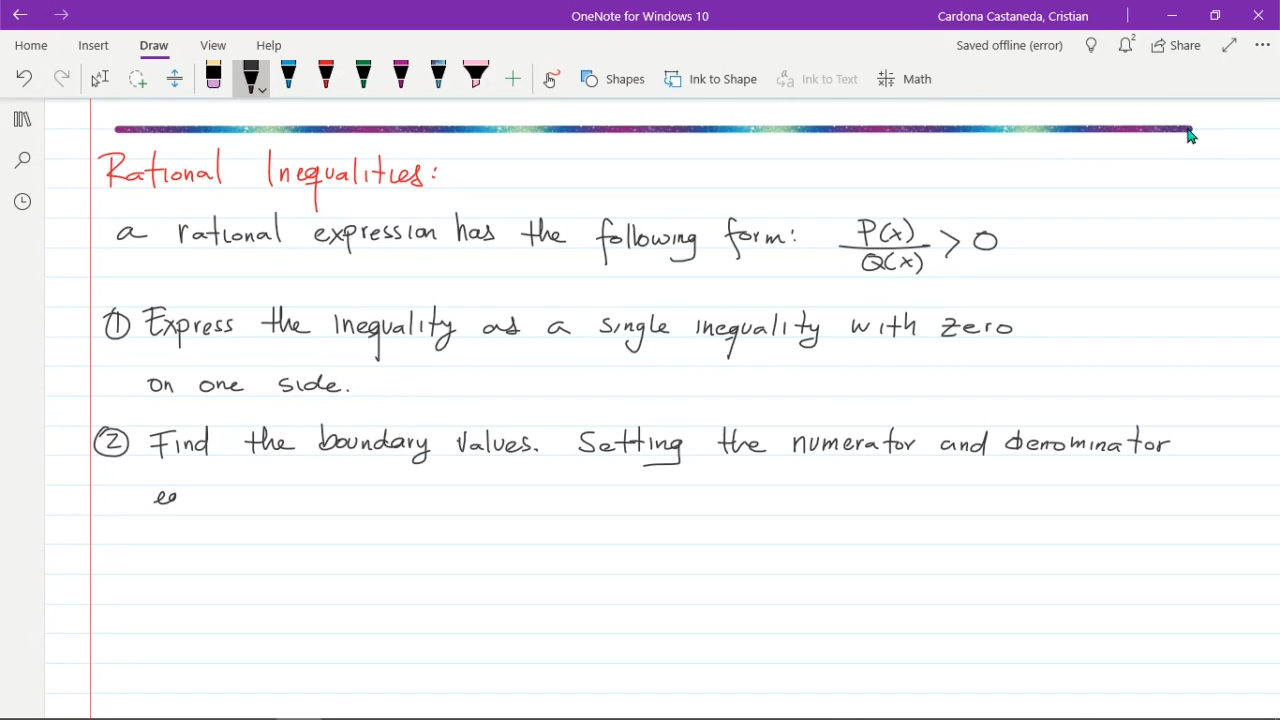 OneNote for Windows 10
Cardona Castaneda, Cristian
Home Insert Draw View Help
Saved offline (error)
Share
Shapes
Ink to Shape
Ink to Text
Math
Rational Inequalities:
a rational expression has the following form: P(x)/Q(x) > 0
① Express the inequality as a single inequality with zero
on one side.
② Find the boundary values. Setting the numerator and denominator